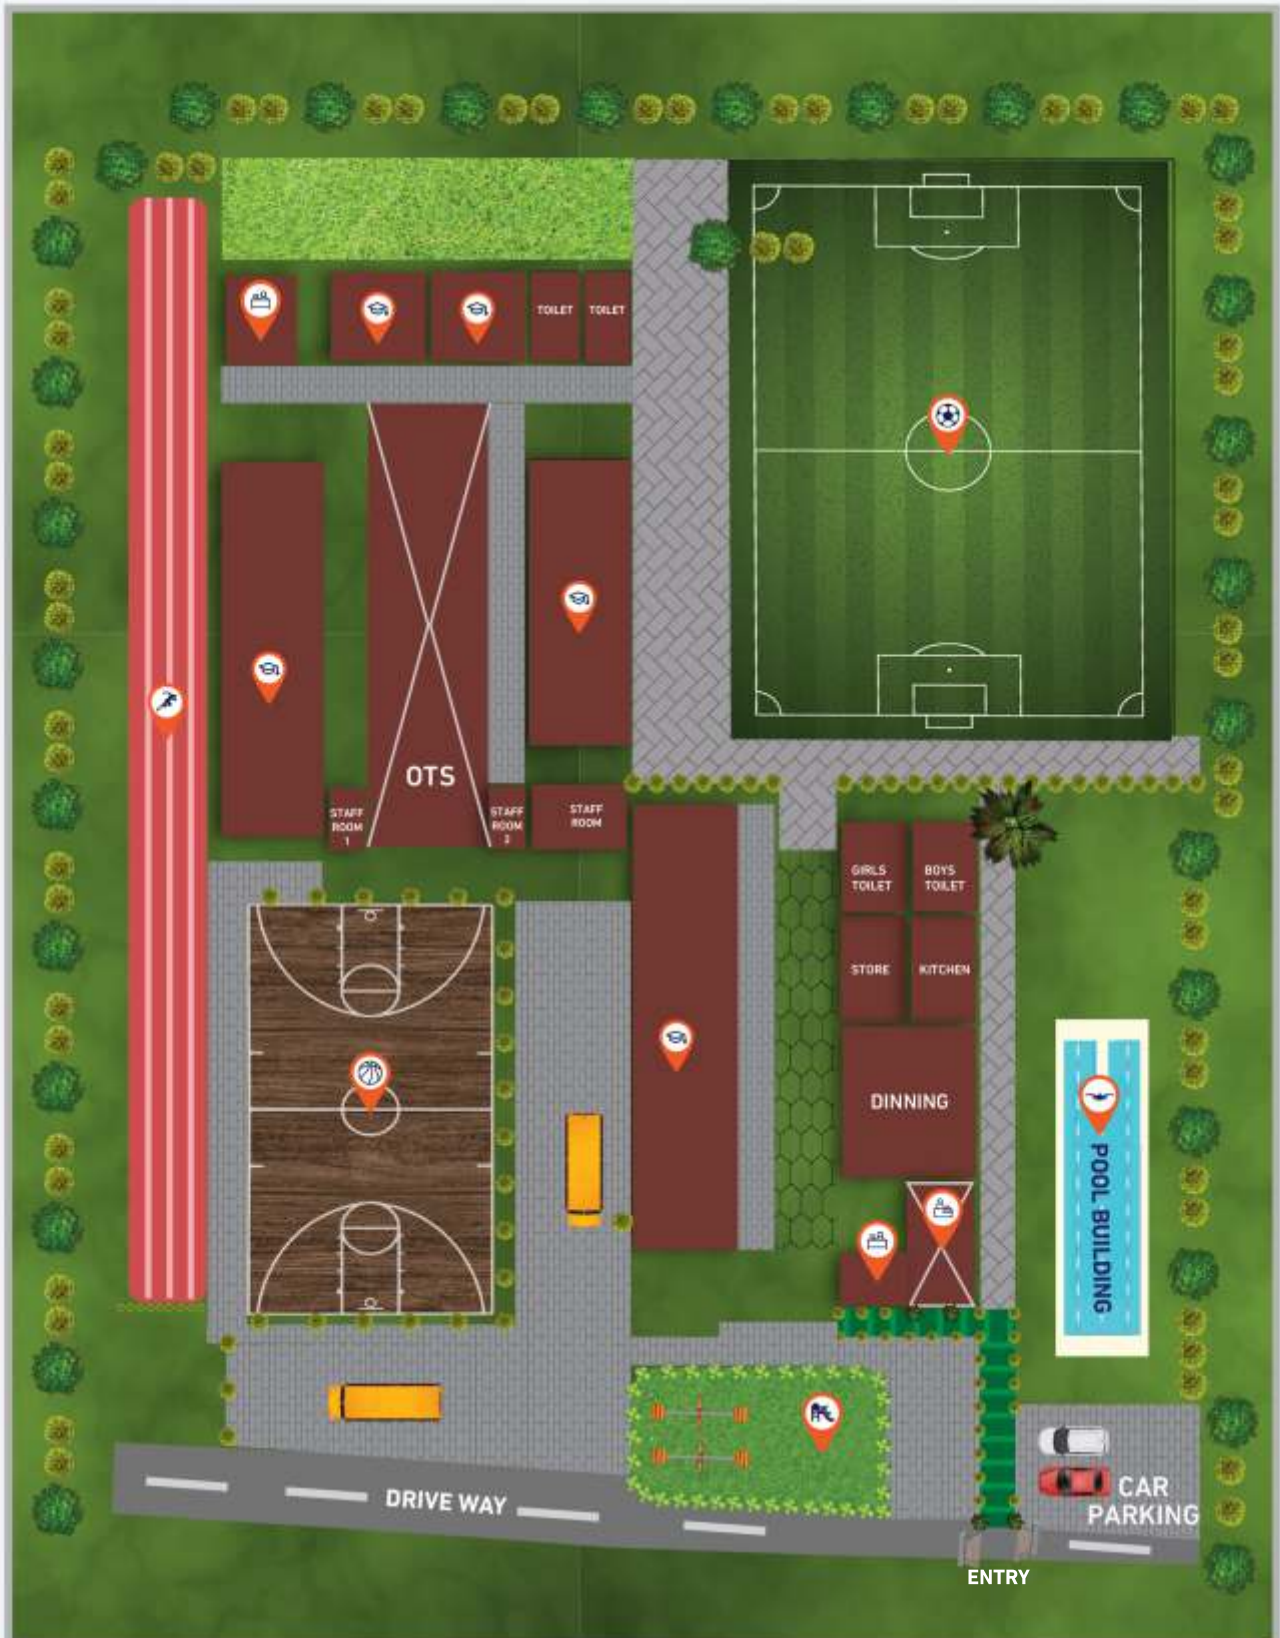 TOILET TOILET
OTS
STAFF
ROOM
1
STAFF
ROOM
2
STAFF
ROOM
GIRLS
TOILET
BOYS
TOILET
STORE
KITCHEN
DINNING
POOL BUILDING
DRIVE WAY
CAR
PARKING
ENTRY